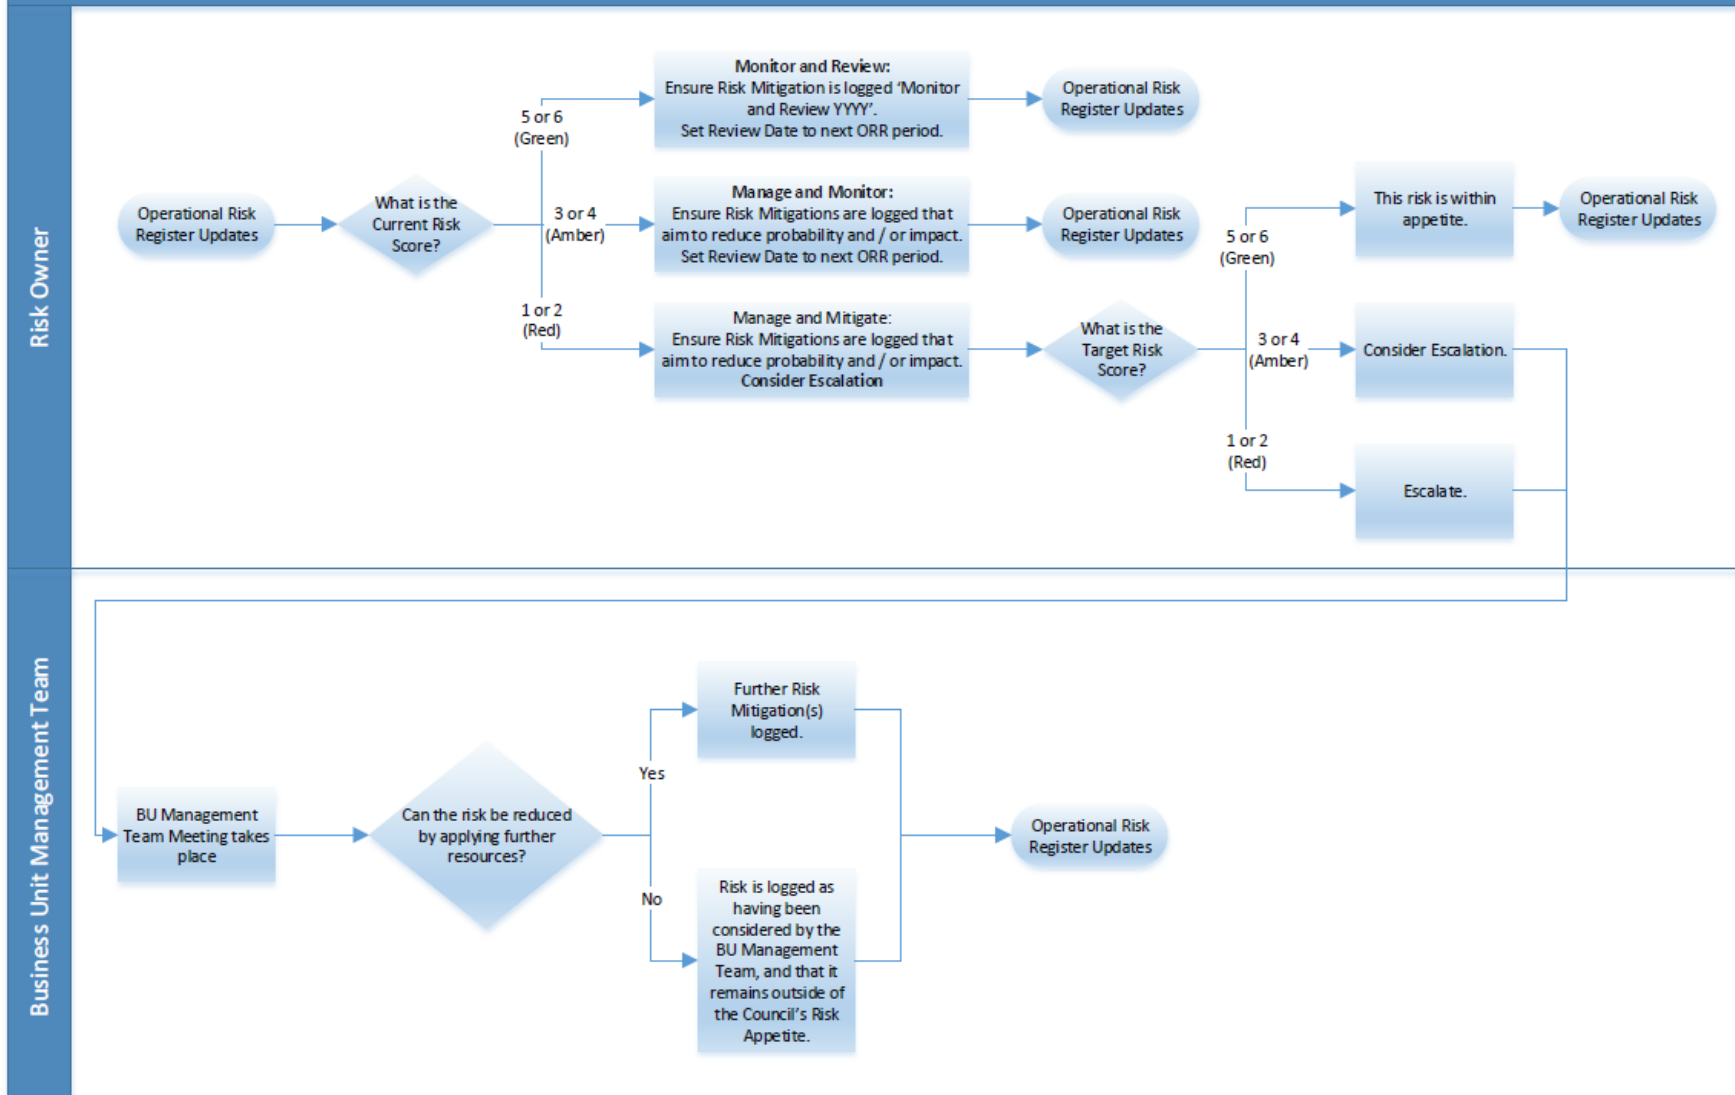 Risk Owner
Operational Risk
Register Updates
What is the
Current Risk
Score?
5 or 6
(Green)
3 or 4
(Amber)
1 or 2
(Red)
Monitor and Review:
Ensure Risk Mitigation is logged ‘Monitor
and Review YYYY’.
Set Review Date to next ORR period.
Operational Risk
Register Updates
Manage and Monitor:
Ensure Risk Mitigations are logged that
aim to reduce probability and / or impact.
Set Review Date to next ORR period.
Operational Risk
Register Updates
Manage and Mitigate:
Ensure Risk Mitigations are logged that
aim to reduce probability and / or impact.
Consider Escalation
What is the
Target Risk
Score?
5 or 6
(Green)
3 or 4
(Amber)
1 or 2
(Red)
This risk is within
appetite.
Operational Risk
Register Updates
Consider Escalation.
Escalate.
Business Unit Management Team
BU Management
Team Meeting takes
place
Can the risk be reduced
by applying further
resources?
Yes
No
Further Risk
Mitigation(s)
logged.
Risk is logged as
having been
considered by the
BU Management
Team, and that it
remains outside of
the Council’s Risk
Appetite.
Operational Risk
Register Updates